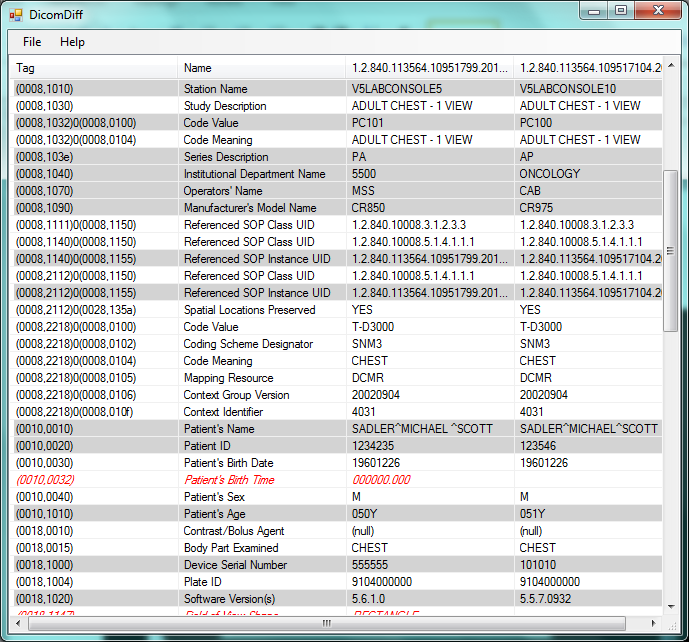 DicomDiff
File Help
Tag Name 1.2.840.113564.10951799.201... 1.2.840.113564.10517104.2
(0008,1010) Station Name V5LABCONSOLE5 V5LABCONSOLE10
(0008,1030) Study Description ADULT CHEST - 1 VIEW ADULT CHEST - 1 VIEW
(0008,1032)0(0008,0100) Code Value PC101 PC100
(0008,1032)0(0008,0104) Code Meaning ADULT CHEST - 1 VIEW ADULT CHEST - 1 VIEW
(0008,103e) Series Description PA AP
(0008,1040) Institutional Department Name 5500 ONCOLOGY
(0008,1070) Operators' Name MSS CAB
(0008,1090) Manufacturer's Model Name CR850 CR975
(0008,1111)0(0008,1150) Referenced SOP Class UID 1.2.840.10008.3.1.2.3.3 1.2.840.10008.3.1.2.3.3
(0008,1140)0(0008,1150) Referenced SOP Class UID 1.2.840.10008.5.1.4.1.1.1 1.2.840.10008.5.1.4.1.1.1
(0008,1140)0(0008,1155) Referenced SOP Instance UID 1.2.840.113564.10951799.201... 1.2.840.113564.10517104.2
(0008,2112)0(0008,1150) Referenced SOP Class UID 1.2.840.10008.5.1.4.1.1.1 1.2.840.10008.5.1.4.1.1.1
(0008,2112)0(0008,1155) Referenced SOP Instance UID 1.2.840.113564.10951799.201... 1.2.840.113564.10517104.2
(0008,2112)0(0028,135a) Spatial Locations Preserved YES YES
(0008,2218)0(0008,0100) Code Value T-D3000 T-D3000
(0008,2218)0(0008,0102) Coding Scheme Designator SNM3 SNM3
(0008,2218)0(0008,0104) Code Meaning CHEST CHEST
(0008,2218)0(0008,0105) Mapping Resource DCMR DCMR
(0008,2218)0(0008,0106) Context Group Version 20020904 20020904
(0008,2218)0(0008,010f) Context Identifier 4031 4031
(0010,0010) Patient's Name SADLER^MICHAEL ^SCOTT SADLER^MICHAEL^SCOTT
(0010,0020) Patient ID 1234235 123546
(0010,0030) Patient's Birth Date 19601226 19601226
(0010,0032) Patient's Birth Time 000000.000
(0010,0040) Patient's Sex M M
(0010,1010) Patient's Age 050Y 051Y
(0018,0010) Contrast/Bolus Agent (null) (null)
(0018,0015) Body Part Examined CHEST CHEST
(0018,1000) Device Serial Number 555555 101010
(0018,1004) Plate ID 9104000000 9104000000
(0018,1020) Software Version(s) 5.6.1.0 5.5.7.0932
(0018,1147) Field of View Shape RECTANGLE